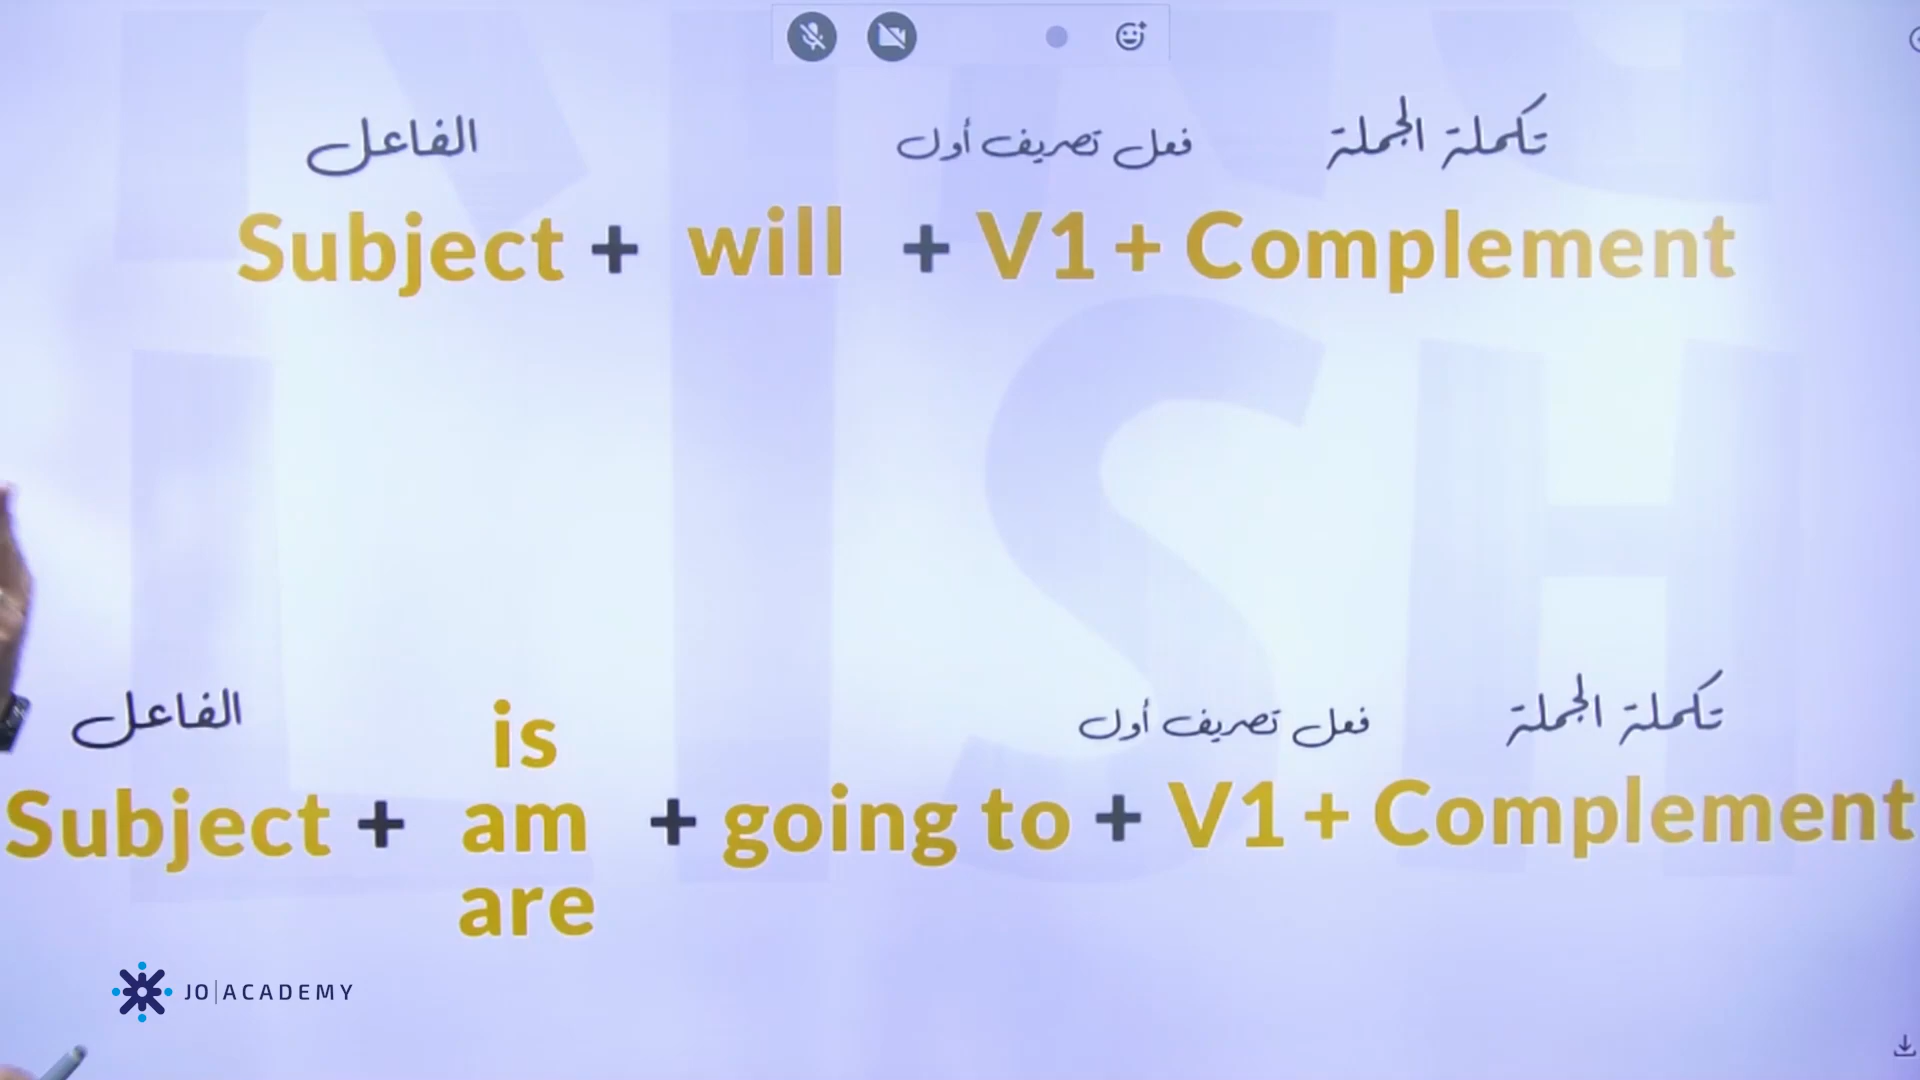 الفاعل فعل تصريف أول تكملة الجملة
Subject + will + V1 + Complement
الفاعل فعل تصريف أول تكملة الجملة
is
Subject + am + going to + V1 + Complement
are
JO|ACADEMY